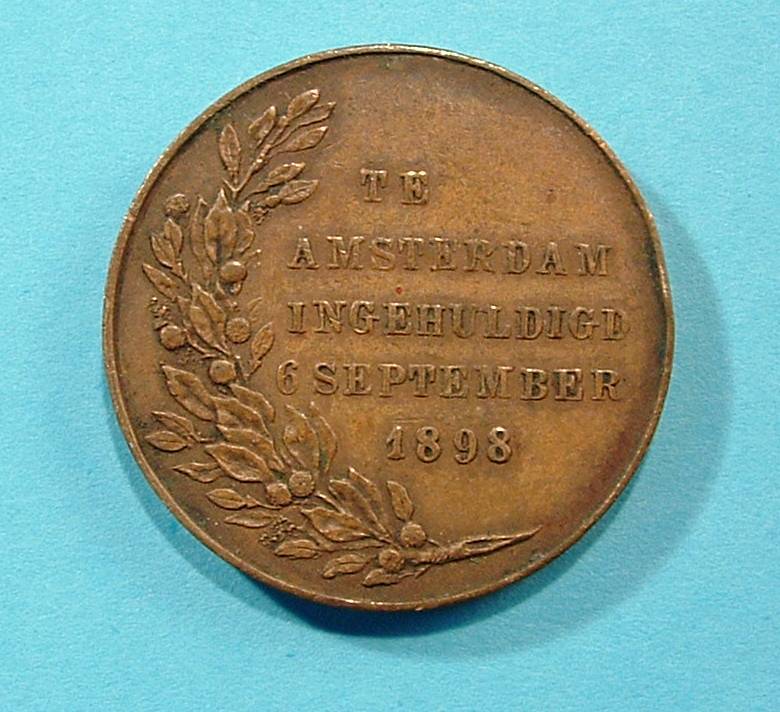 TE
AMSTERDAM
INGEHULDIGD
6 SEPTEMBER
1898